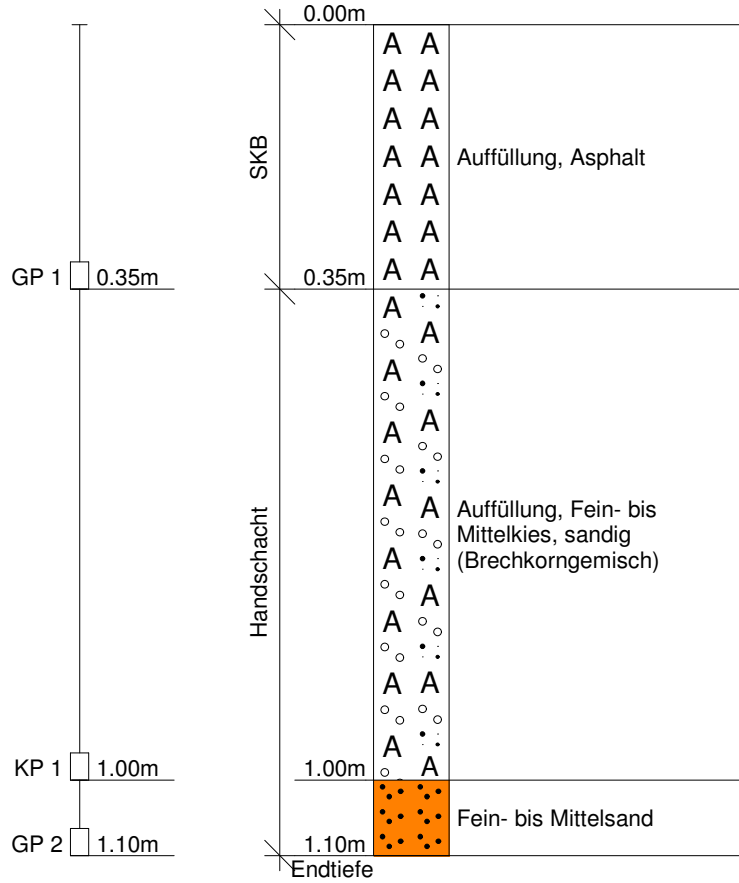 0.00m
A A
A A
A A
A A
A A
A A
A A
SKB
Auffüllung, Asphalt
GP 1 0.35m
0.35m
A
A
A
A
A
A
A
A
A
A
A
A
A
A
Handschacht
Auffüllung, Fein- bis
Mittelkies, sandig
(Brechkorngemisch)
KP 1 1.00m
1.00m
Fein- bis Mittelsand
GP 2 1.10m
1.10m
Endtiefe